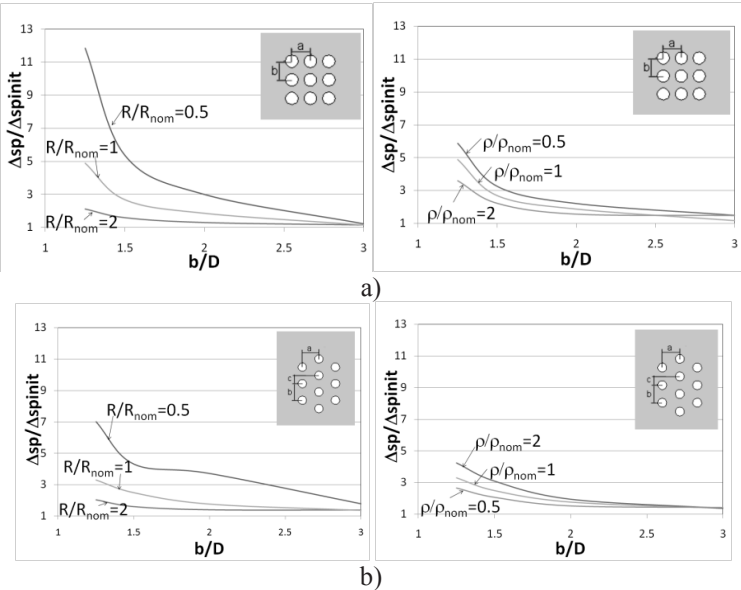 13
11
9
7
5
3
1
Δsp/Δspinit
R/Rnom=0.5
R/Rnom=1
R/Rnom=2
a
b
1 1.5 2 2.5 3
b/D
13
11
9
7
5
3
1
Δsp/Δspinit
ρ/ρnom=0.5
ρ/ρnom=1
ρ/ρnom=2
a
b
1 1.5 2 2.5 3
b/D
a)
13
11
9
7
5
3
1
Δsp/Δspinit
R/Rnom=0.5
R/Rnom=1
R/Rnom=2
a
c
b
1 1.5 2 2.5 3
b/D
13
11
9
7
5
3
1
Δsp/Δspinit
ρ/ρnom=2
ρ/ρnom=1
ρ/ρnom=0.5
a
c
b
1 1.5 2 2.5 3
b/D
b)